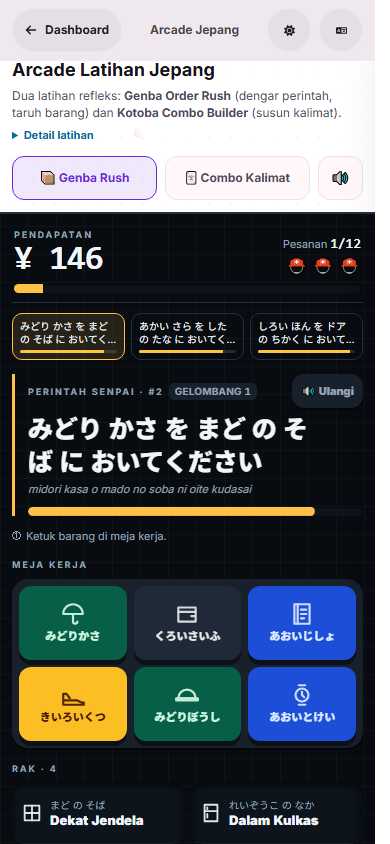 Dashboard
Arcade Jepang
Arcade Latihan Jepang
Dua latihan refleks: Genba Order Rush (dengar perintah,
taruh barang) dan Kotoba Combo Builder (susun kalimat).
Detail latihan
Genba Rush
Combo Kalimat
PENDAPATAN
¥ 146
Pesanan 1/12
みどり かさ を まど
の そば に おいてく…
あかい さら を した
の たな に おいてく…
しろい ほん を ドア
の ちかく に おいて…
PERINTAH SENPAI · #2 GELOMBANG 1
Ulangi
みどり かさ を まど の そ
ば に おいてください
midori kasa o mado no soba ni oite kudasai
① Ketuk barang di meja kerja.
MEJA KERJA
みどりかさ
くろいさいふ
あおいじしょ
きいろいくつ
みどりぼうし
あおいとけい
RAK · 4
まど の そば
Dekat Jendela
れいぞうこ の なか
Dalam Kulkas